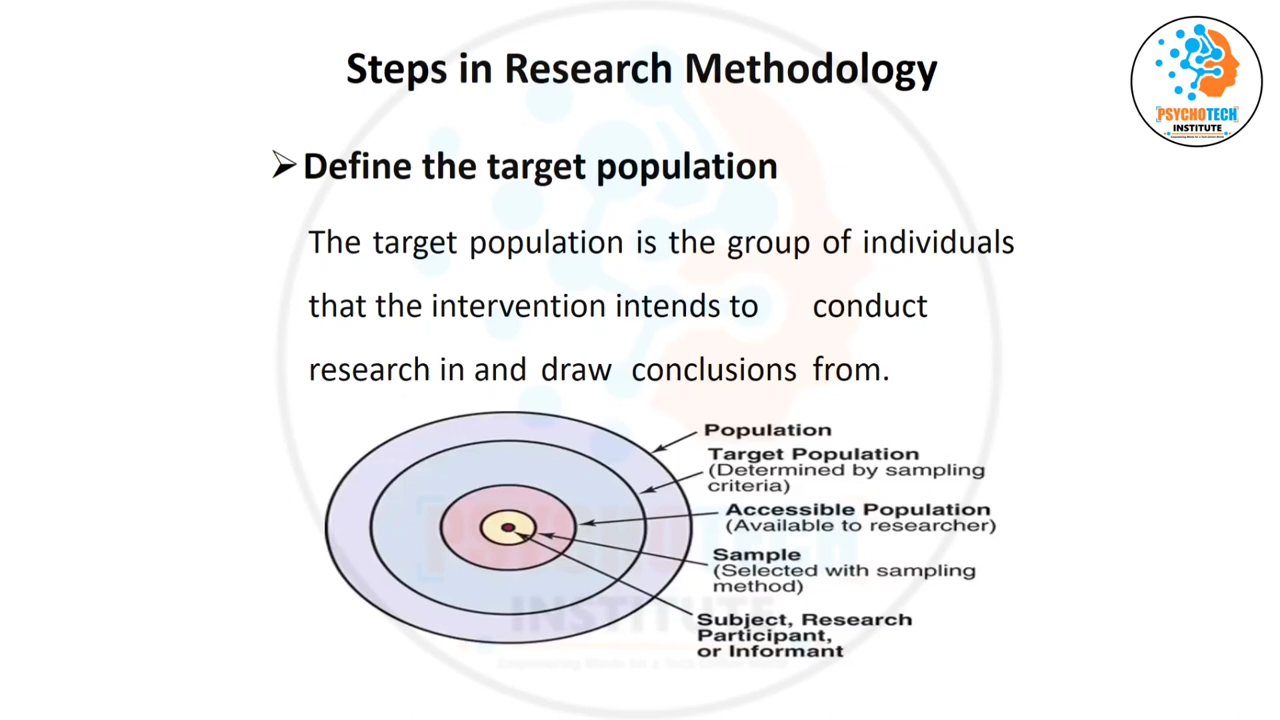 Steps in Research Methodology
PSYCHOTECH
INSTITUTE
Define the target population
The target population is the group of individuals
that the intervention intends to conduct
research in and draw conclusions from.
Population
Target Population
(Determined by sampling
criteria)
Accessible Population
(Available to researcher)
Sample
(Selected with sampling
method)
Subject, Research
Participant,
or Informant
PSYCHOTECH
INSTITUTE